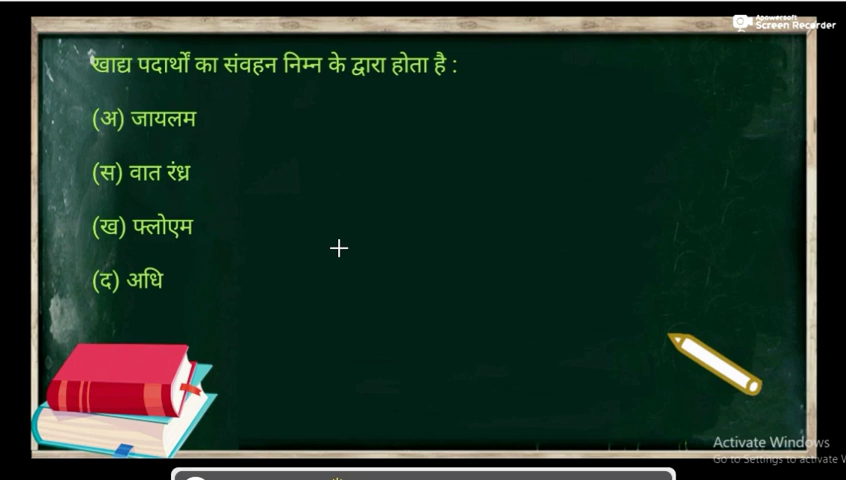 Apowersoft
Screen Recorder
खाद्य पदार्थों का संवहन निम्न के द्वारा होता है :
(अ) जायलम
(स) वात रंध्र
(ख) फ्लोएम
(द) अधि
Activate Windows
Go to Settings to activate W